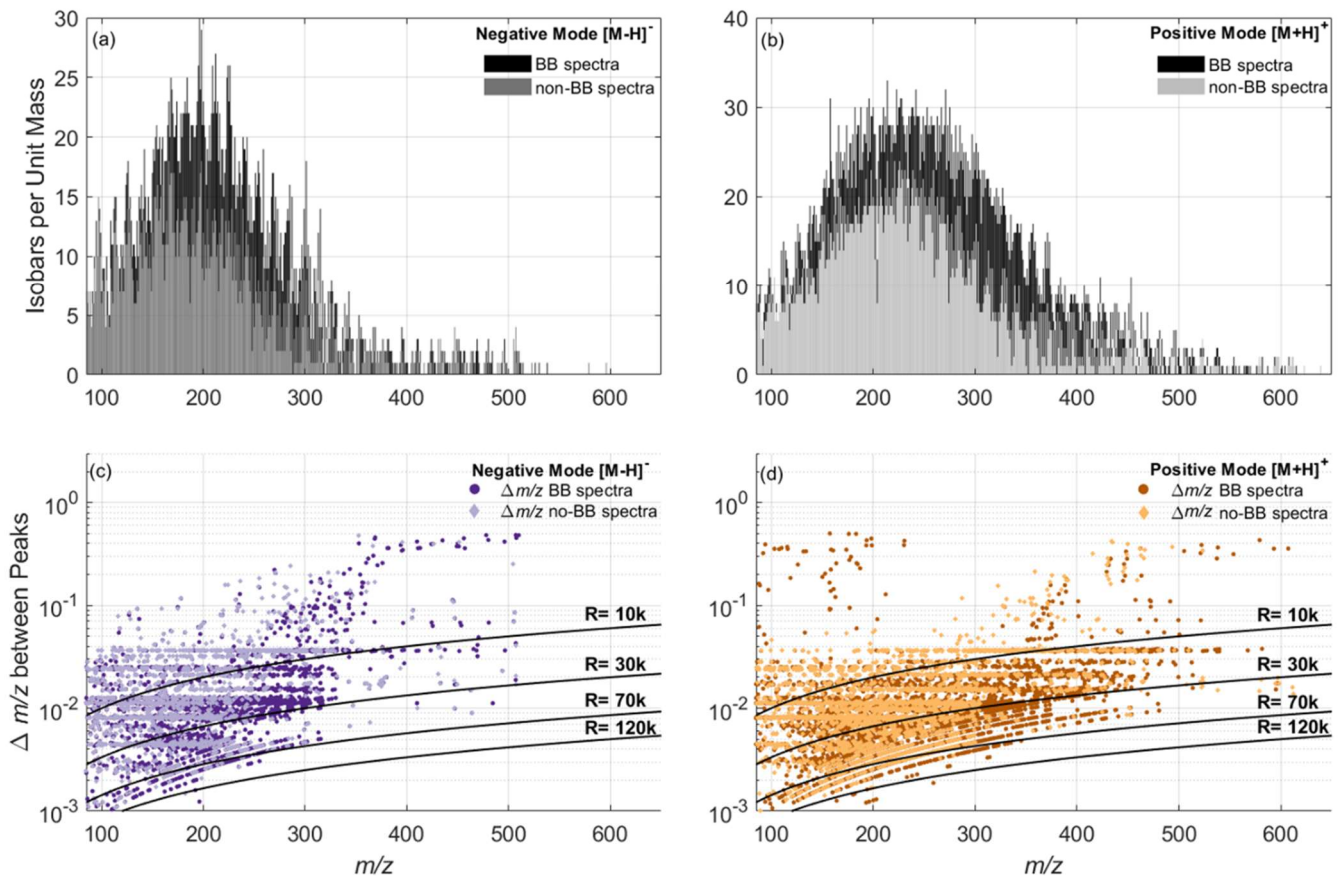 (a)
Negative Mode [M-H]⁻
BB spectra
non-BB spectra
Isobars per Unit Mass
30
25
20
15
10
5
0
100 200 300 400 500 600
(b)
Positive Mode [M+H]⁺
BB spectra
non-BB spectra
40
30
20
10
0
100 200 300 400 500 600
(c)
Negative Mode [M-H]⁻
Δm/z BB spectra
Δm/z no-BB spectra
Δ m/z between Peaks
10⁰
10⁻¹
10⁻²
10⁻³
R= 10k
R= 30k
R= 70k
R= 120k
100 200 300 400 500 600
m/z
(d)
Positive Mode [M+H]⁺
Δm/z BB spectra
Δm/z no-BB spectra
10⁰
10⁻¹
10⁻²
10⁻³
R= 10k
R= 30k
R= 70k
R= 120k
100 200 300 400 500 600
m/z